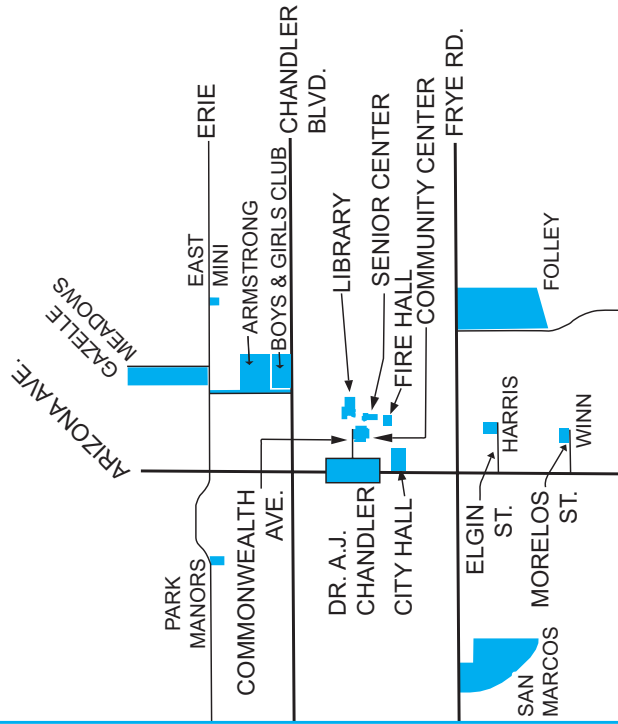 ARIZONA AVE.
GAZELLE
MEADOWS
EAST
MINI
ERIE
ARMSTRONG
BOYS & GIRLS CLUB
CHANDLER
BLVD.
PARK
MANORS
COMMONWEALTH
AVE.
LIBRARY
SENIOR CENTER
FIRE HALL
COMMUNITY CENTER
DR. A.J.
CHANDLER
CITY HALL
FRYE RD.
FOLLEY
HARRIS
ELGIN
ST.
WINN
MORELOS
ST.
SAN
MARCOS